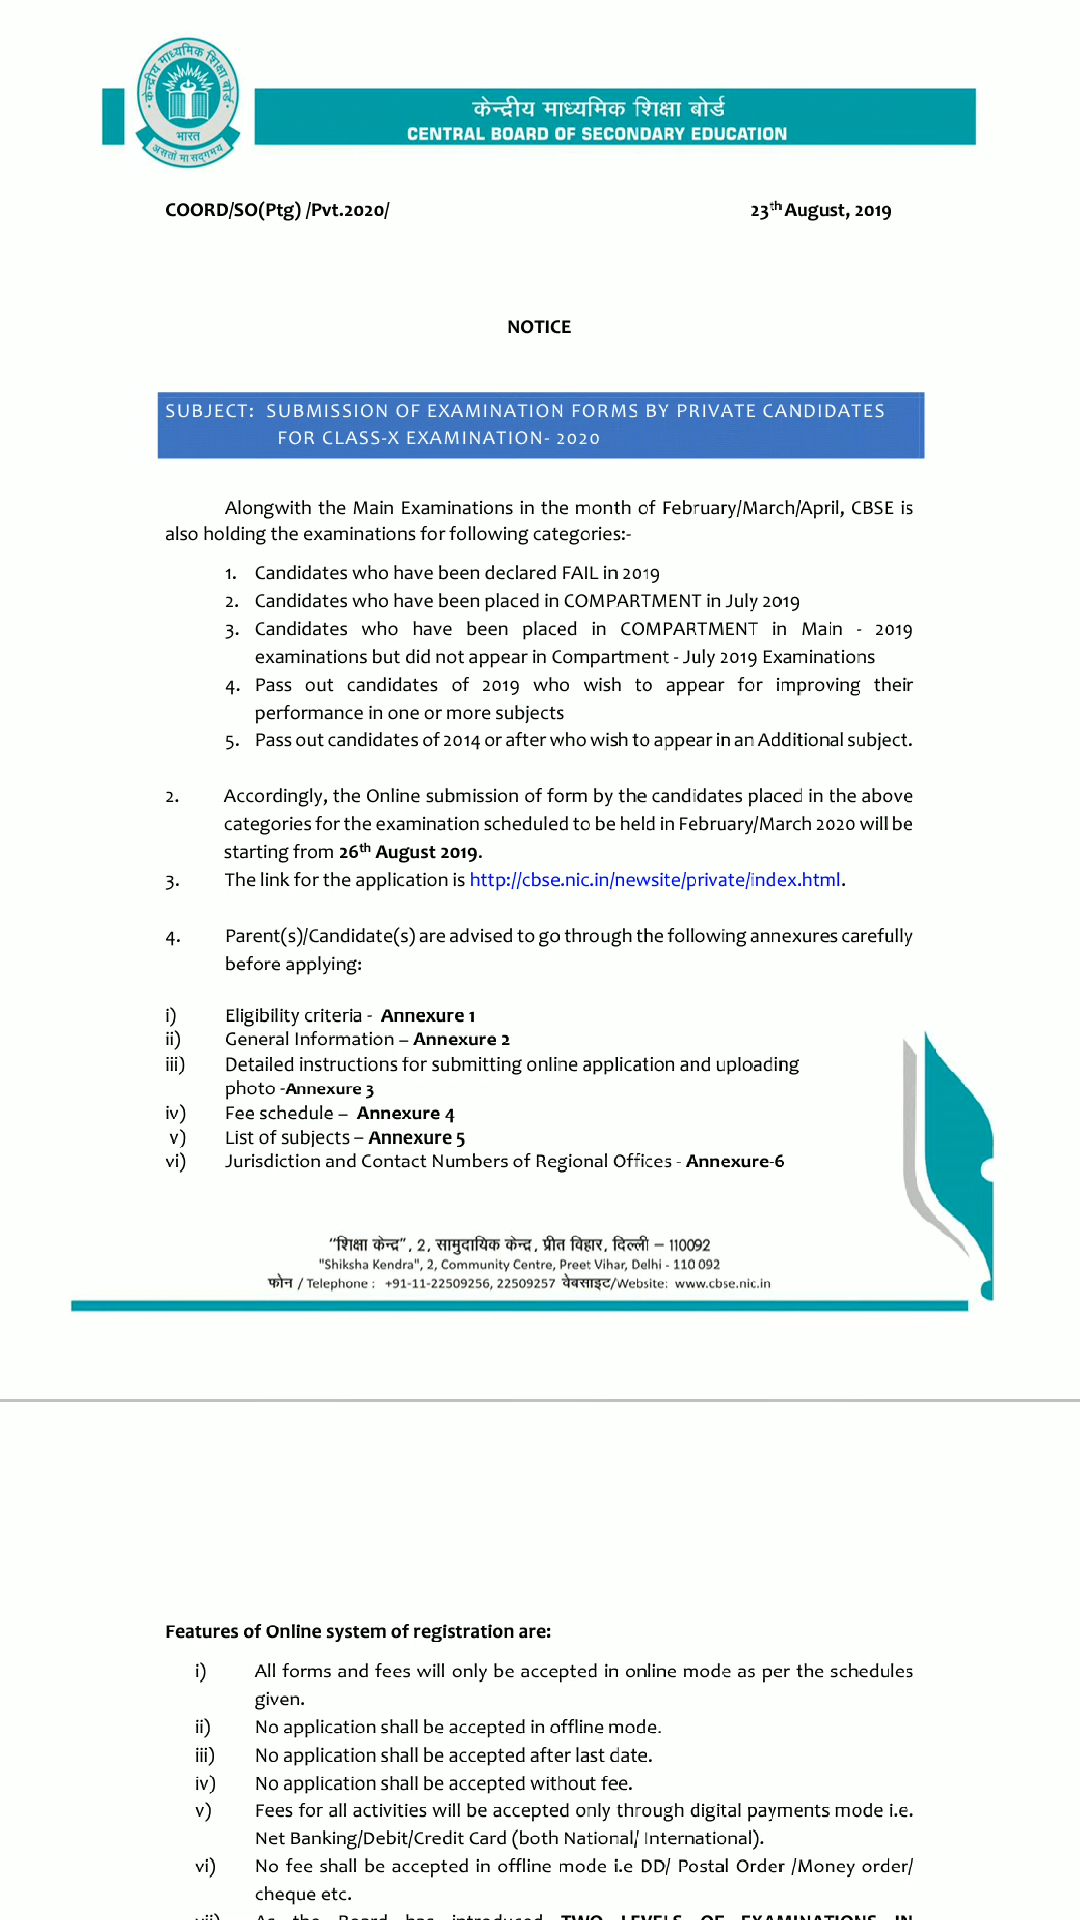 केन्द्रीय माध्यमिक शिक्षा बोर्ड
भारत
असतो मा सद्गमय
केन्द्रीय माध्यमिक शिक्षा बोर्ड
CENTRAL BOARD OF SECONDARY EDUCATION
COORD/SO(Ptg) /Pvt.2020/ 23th August, 2019
NOTICE
SUBJECT: SUBMISSION OF EXAMINATION FORMS BY PRIVATE CANDIDATES
FOR CLASS-X EXAMINATION- 2020
Alongwith the Main Examinations in the month of February/March/April, CBSE is
also holding the examinations for following categories:-
1. Candidates who have been declared FAIL in 2019
2. Candidates who have been placed in COMPARTMENT in July 2019
3. Candidates who have been placed in COMPARTMENT in Main - 2019
examinations but did not appear in Compartment - July 2019 Examinations
4. Pass out candidates of 2019 who wish to appear for improving their
performance in one or more subjects
5. Pass out candidates of 2014 or after who wish to appear in an Additional subject.
2. Accordingly, the Online submission of form by the candidates placed in the above
categories for the examination scheduled to be held in February/March 2020 will be
starting from 26th August 2019.
3. The link for the application is http://cbse.nic.in/newsite/private/index.html.
4. Parent(s)/Candidate(s) are advised to go through the following annexures carefully
before applying:
i) Eligibility criteria - Annexure 1
ii) General Information – Annexure 2
iii) Detailed instructions for submitting online application and uploading
photo -Annexure 3
iv) Fee schedule – Annexure 4
v) List of subjects – Annexure 5
vi) Jurisdiction and Contact Numbers of Regional Offices - Annexure-6
"शिक्षा केन्द्र", 2, सामुदायिक केन्द्र, प्रीत विहार, दिल्ली – 110092
"Shiksha Kendra", 2, Community Centre, Preet Vihar, Delhi - 110 092
फोन / Telephone : +91-11-22509256, 22509257 वेबसाइट/Website: www.cbse.nic.in
Features of Online system of registration are:
i) All forms and fees will only be accepted in online mode as per the schedules
given.
ii) No application shall be accepted in offline mode.
iii) No application shall be accepted after last date.
iv) No application shall be accepted without fee.
v) Fees for all activities will be accepted only through digital payments mode i.e.
Net Banking/Debit/Credit Card (both National/ International).
vi) No fee shall be accepted in offline mode i.e DD/ Postal Order /Money order/
cheque etc.
vii) As the Board has introduced TWO LEVELS OF EXAMINATIONS IN